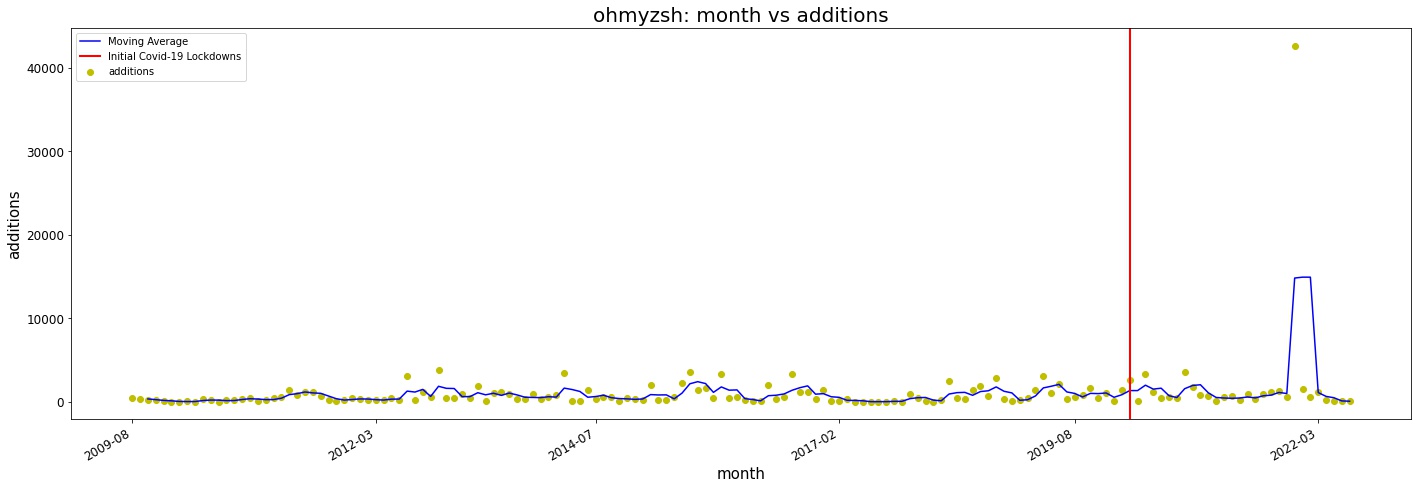 ohmyzsh: month vs additions
Moving Average
Initial Covid-19 Lockdowns
additions
additions
40000
30000
20000
10000
0
2009-08
2012-03
2014-07
2017-02
2019-08
2022-03
month